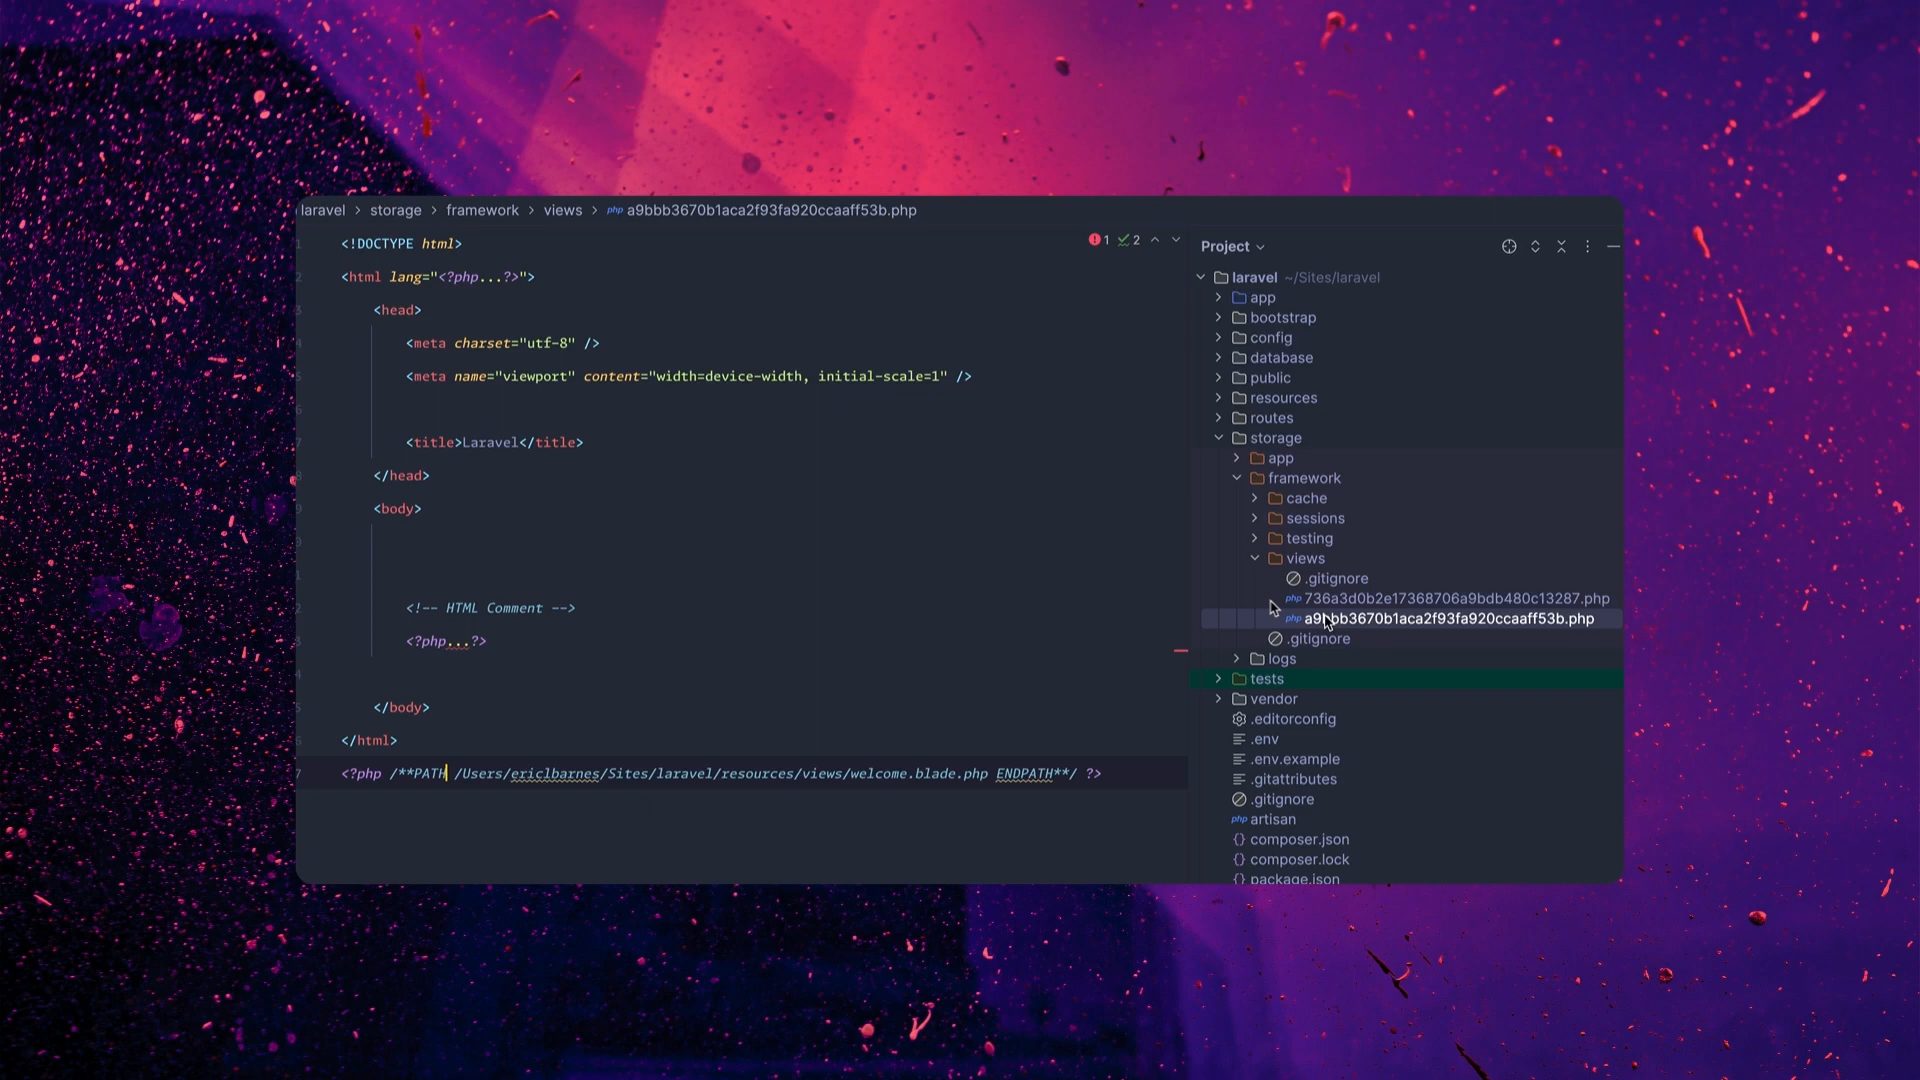 laravel > storage > framework > views > php a9bbb3670b1aca2f93fa920ccaaff53b.php
1 2
<!DOCTYPE html>
<html lang="<?php...?>">
<head>
<meta charset="utf-8" />
<meta name="viewport" content="width=device-width, initial-scale=1" />
<title>Laravel</title>
</head>
<body>
<!-- HTML Comment -->
<?php...?>
</body>
</html>
<?php /**PATH /Users/ericlbarnes/Sites/laravel/resources/views/welcome.blade.php ENDPATH**/ ?>
Project
laravel ~/Sites/laravel
app
bootstrap
config
database
public
resources
routes
storage
app
framework
cache
sessions
testing
views
.gitignore
php 736a3d0b2e17368706a9bdb480c13287.php
php a9bbb3670b1aca2f93fa920ccaaff53b.php
.gitignore
logs
tests
vendor
.editorconfig
.env
.env.example
.gitattributes
.gitignore
php artisan
{} composer.json
{} composer.lock
{} package.json